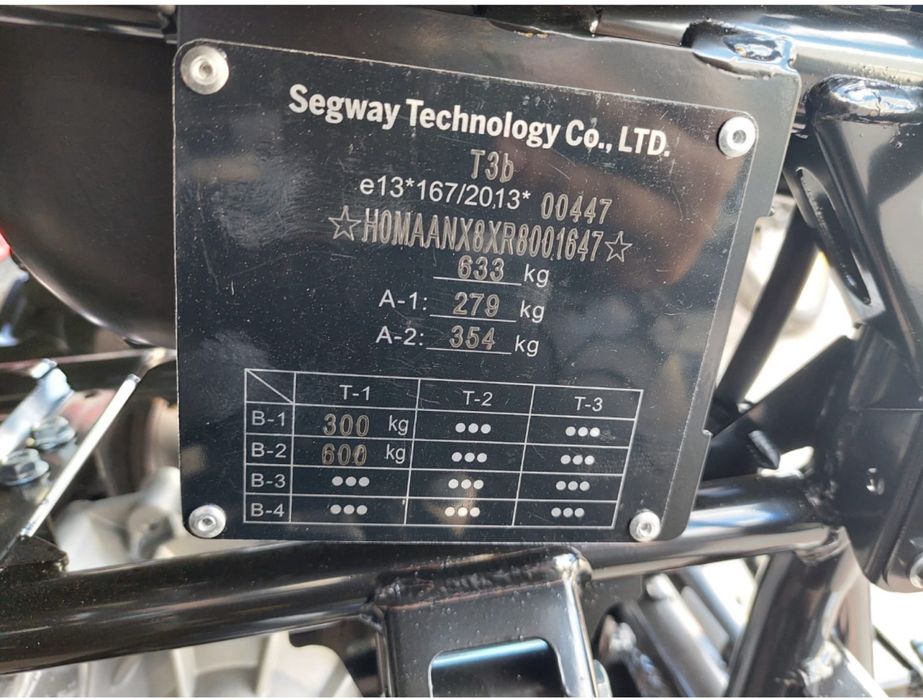 Segway Technology Co., LTD.
T3b
e13*167/2013* 00447
☆H0MAANX8XR8001647☆
633 kg
A-1: 279 kg
A-2: 354 kg
T-1 T-2 T-3
B-1 300 kg ●●● ●●●
B-2 600 kg ●●● ●●●
B-3 ●●● ●●● ●●●
B-4 ●●● ●●● ●●●